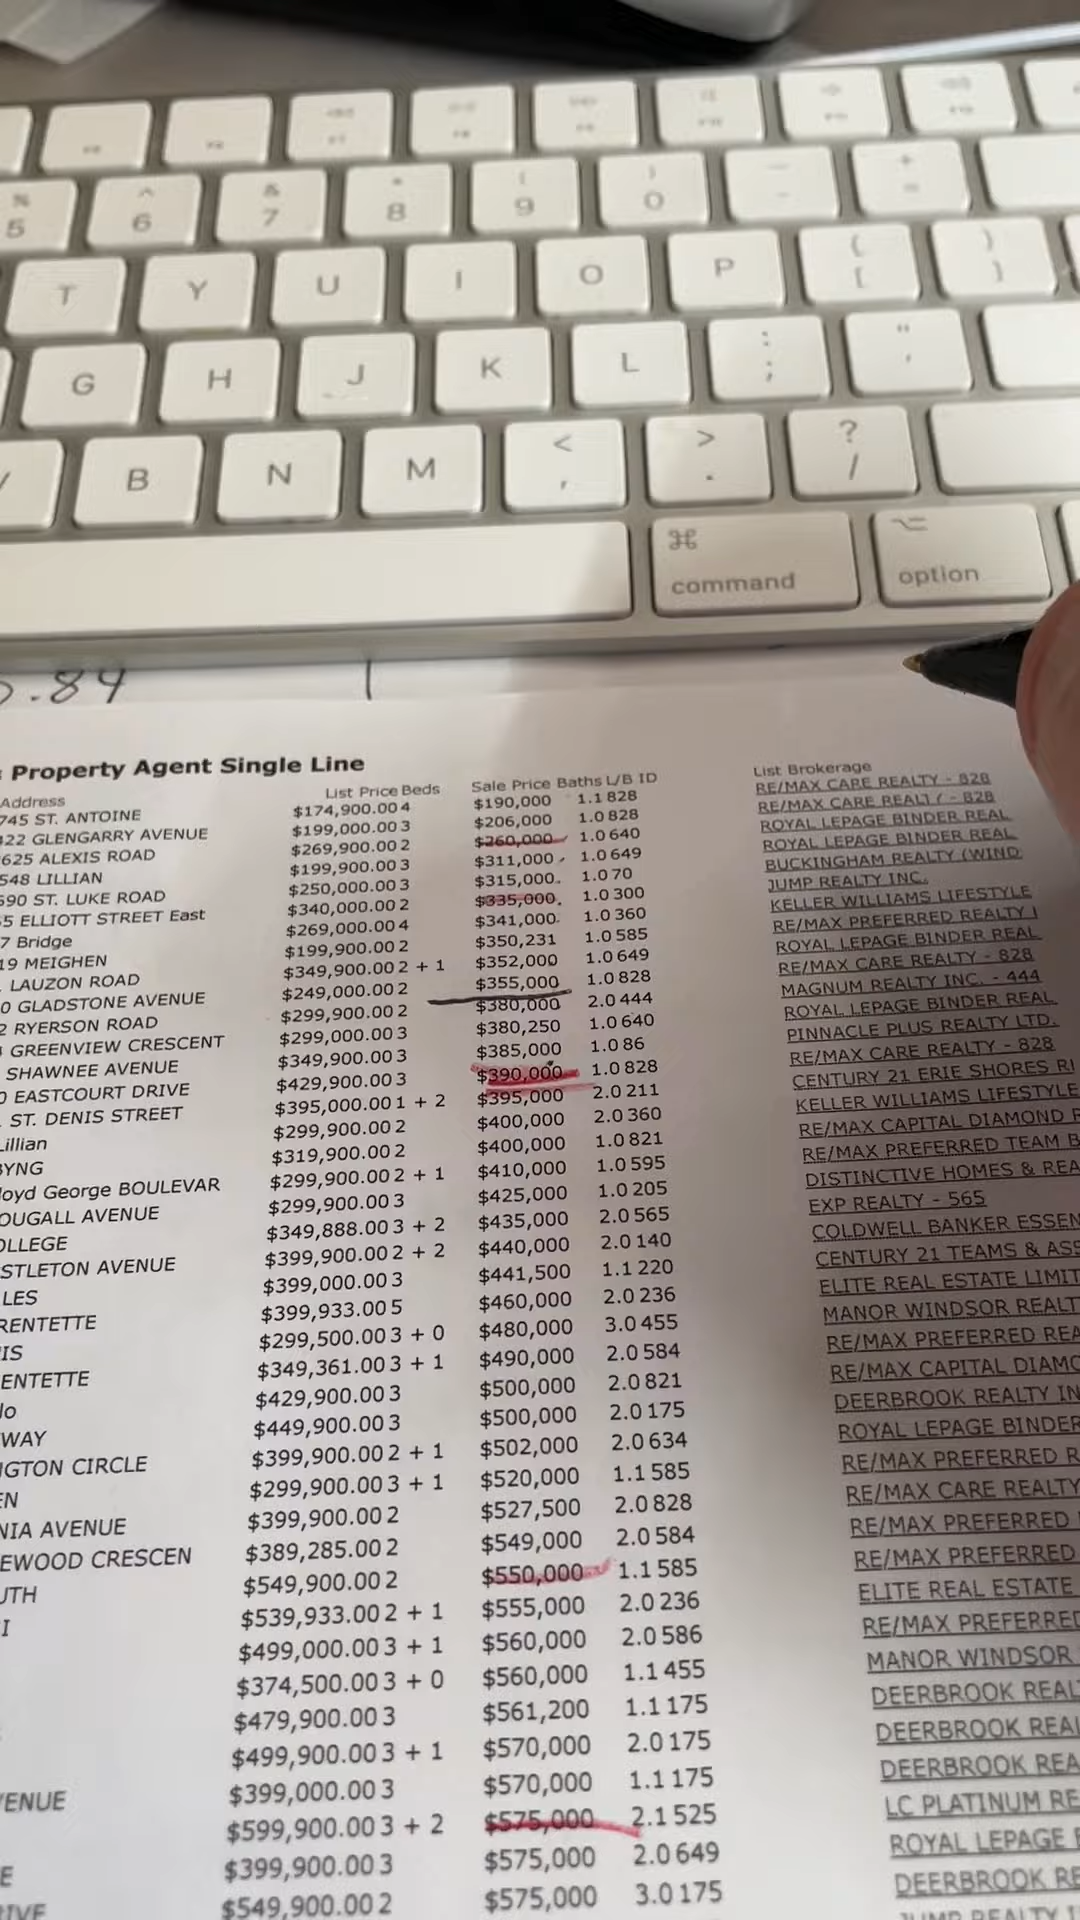 % 5 ^ 6 & 7 * 8 ( 9 ) 0 - + =
T Y U I O P { [ } ]
G H J K L : ; " '
B N M < , > . ? /
⌘ command option
.84
Property Agent Single Line
Address List Price Beds Sale Price Baths L/B ID List Brokerage
745 ST. ANTOINE $174,900.00 4 $190,000 1.1 828 RE/MAX CARE REALTY - 828
422 GLENGARRY AVENUE $199,000.00 3 $206,000 1.0 828 RE/MAX CARE REALTY - 828
625 ALEXIS ROAD $269,900.00 2 $260,000 1.0 640 ROYAL LEPAGE BINDER REAL
548 LILLIAN $199,900.00 3 $311,000 1.0 649 ROYAL LEPAGE BINDER REAL
690 ST. LUKE ROAD $250,000.00 3 $315,000 1.0 70 BUCKINGHAM REALTY (WIND
5 ELLIOTT STREET East $340,000.00 2 $335,000 1.0 300 JUMP REALTY INC.
7 Bridge $269,000.00 4 $341,000 1.0 360 KELLER WILLIAMS LIFESTYLE
19 MEIGHEN $199,900.00 2 $350,231 1.0 585 RE/MAX PREFERRED REALTY
LAUZON ROAD $349,900.00 2 + 1 $352,000 1.0 649 ROYAL LEPAGE BINDER REAL
0 GLADSTONE AVENUE $249,000.00 2 $355,000 1.0 828 RE/MAX CARE REALTY - 828
2 RYERSON ROAD $299,900.00 2 $380,000 2.0 444 MAGNUM REALTY INC. - 444
GREENVIEW CRESCENT $299,000.00 3 $380,250 1.0 640 ROYAL LEPAGE BINDER REAL
SHAWNEE AVENUE $349,900.00 3 $385,000 1.0 86 PINNACLE PLUS REALTY LTD.
0 EASTCOURT DRIVE $429,900.00 3 $390,000 1.0 828 RE/MAX CARE REALTY - 828
ST. DENIS STREET $395,000.00 1 + 2 $395,000 2.0 211 CENTURY 21 ERIE SHORES
Lillian $299,900.00 2 $400,000 2.0 360 KELLER WILLIAMS LIFESTYLE
BYNG $319,900.00 2 $400,000 1.0 821 RE/MAX CAPITAL DIAMOND
loyd George BOULEVAR $299,900.00 2 + 1 $410,000 1.0 595 RE/MAX PREFERRED TEAM
OUGALL AVENUE $299,900.00 3 $425,000 1.0 205 DISTINCTIVE HOMES & REA
OLLEGE $349,888.00 3 + 2 $435,000 2.0 565 EXP REALTY - 565
STLETON AVENUE $399,900.00 2 + 2 $440,000 2.0 140 COLDWELL BANKER ESSEN
LES $399,000.00 3 $441,500 1.1 220 CENTURY 21 TEAMS & ASS
RENTETTE $399,933.00 5 $460,000 2.0 236 ELITE REAL ESTATE LIMIT
IS $299,500.00 3 + 0 $480,000 3.0 455 MANOR WINDSOR REALT
ENTETTE $349,361.00 3 + 1 $490,000 2.0 584 RE/MAX PREFERRED REA
lo $429,900.00 3 $500,000 2.0 821 RE/MAX CAPITAL DIAMO
WAY $449,900.00 3 $500,000 2.0 175 DEERBROOK REALTY IN
NGTON CIRCLE $399,900.00 2 + 1 $502,000 2.0 634 ROYAL LEPAGE BINDER
EN $299,900.00 3 + 1 $520,000 1.1 585 RE/MAX PREFERRED R
NIA AVENUE $399,900.00 2 $527,500 2.0 828 RE/MAX CARE REALTY
EWOOD CRESCEN $389,285.00 2 $549,000 2.0 584 RE/MAX PREFERRED
UTH $549,900.00 2 $550,000 1.1 585 RE/MAX PREFERRED
I $539,933.00 2 + 1 $555,000 2.0 236 ELITE REAL ESTATE
$499,000.00 3 + 1 $560,000 2.0 586 RE/MAX PREFERRED
$374,500.00 3 + 0 $560,000 1.1 455 MANOR WINDSOR
$479,900.00 3 $561,200 1.1 175 DEERBROOK REAL
$499,900.00 3 + 1 $570,000 2.0 175 DEERBROOK REA
VENUE $399,000.00 3 $570,000 1.1 175 DEERBROOK REA
$599,900.00 3 + 2 $575,000 2.1 525 LC PLATINUM RE
E $399,900.00 3 $575,000 2.0 649 ROYAL LEPAGE
RIVE $549,900.00 2 $575,000 3.0 175 DEERBROOK RE
JUMP REALTY